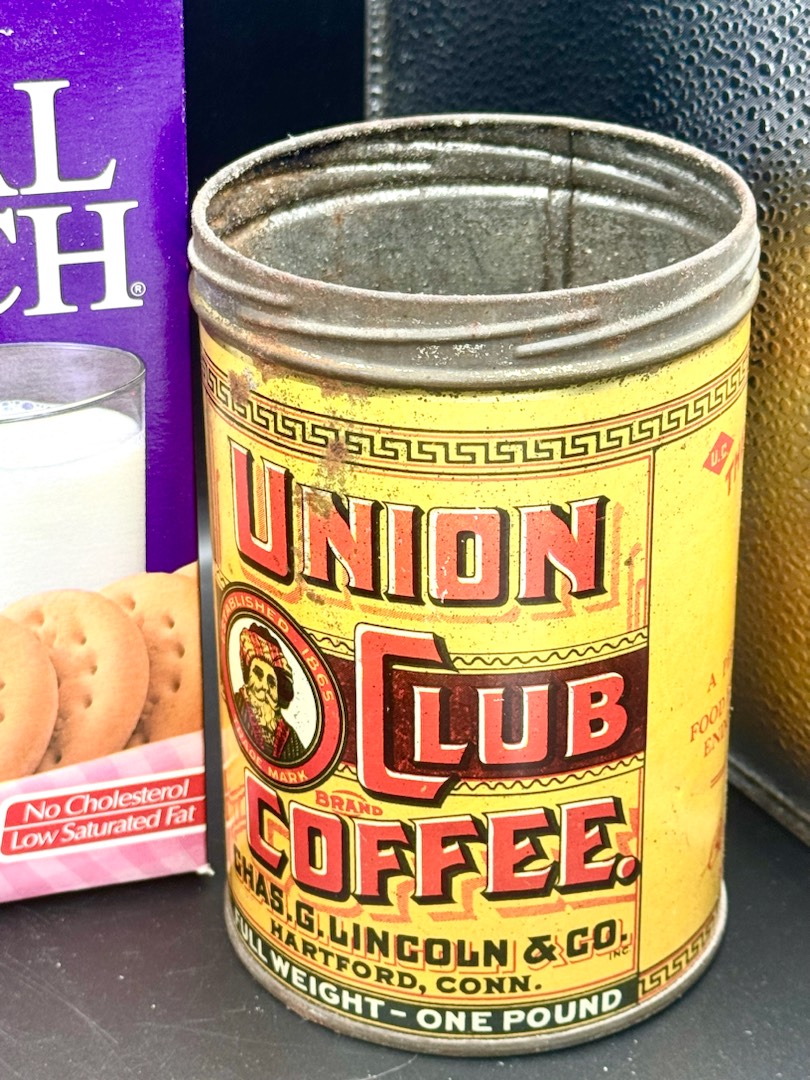 AL
CH®
No Cholesterol
Low Saturated Fat
UNION
ESTABLISHED 1865
TRADE MARK
CLUB
BRAND
COFFEE.
CHAS. G. LINCOLN & CO.
INC.
HARTFORD, CONN.
FULL WEIGHT - ONE POUND
U.C
A
FOOD